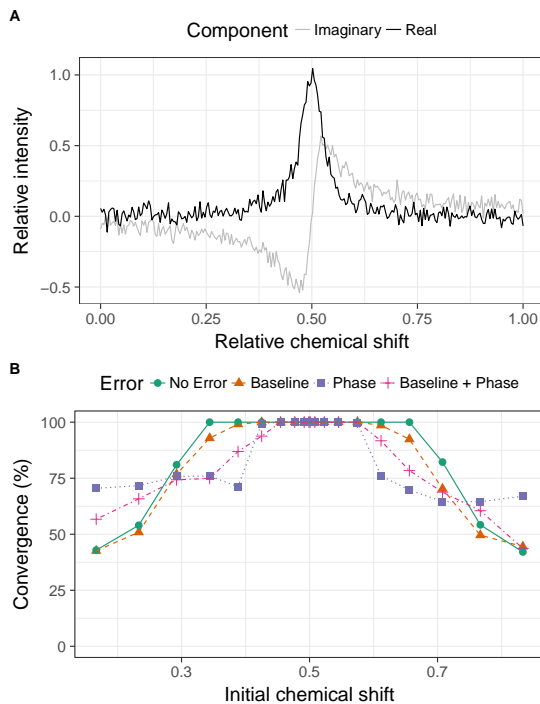 A
Component Imaginary Real
1.0
0.5
0.0
−0.5
Relative intensity
0.00 0.25 0.50 0.75 1.00
Relative chemical shift
B
Error No Error Baseline Phase Baseline + Phase
100
75
50
25
0
Convergence (%)
0.3 0.5 0.7
Initial chemical shift